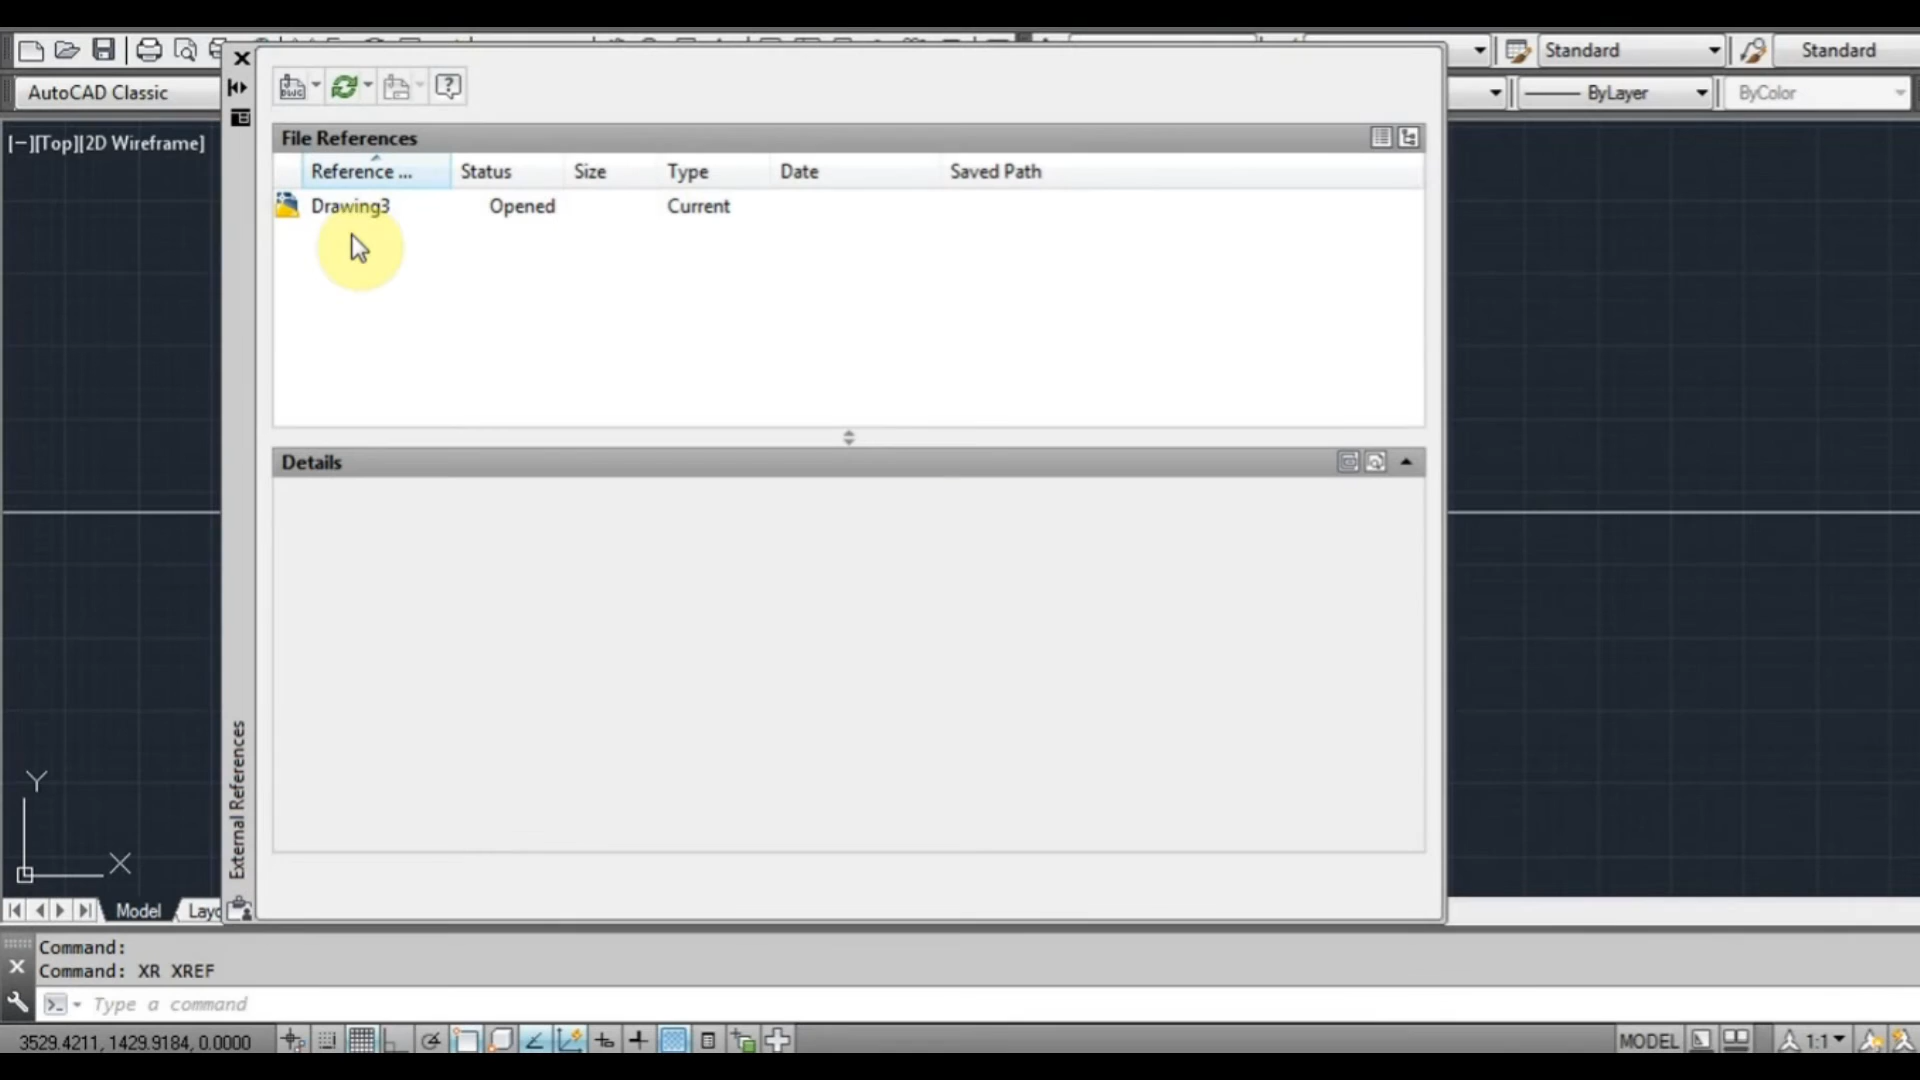 Standard
Standard
AutoCAD Classic
ByLayer
ByColor
[−][Top][2D Wireframe]
File References
Reference ... Status Size Type Date Saved Path
Drawing3 Opened Current
Details
External References
Y
X
Model Layo
Command:
Command: XR XREF
Type a command
3529.4211, 1429.9184, 0.0000
MODEL
1:1